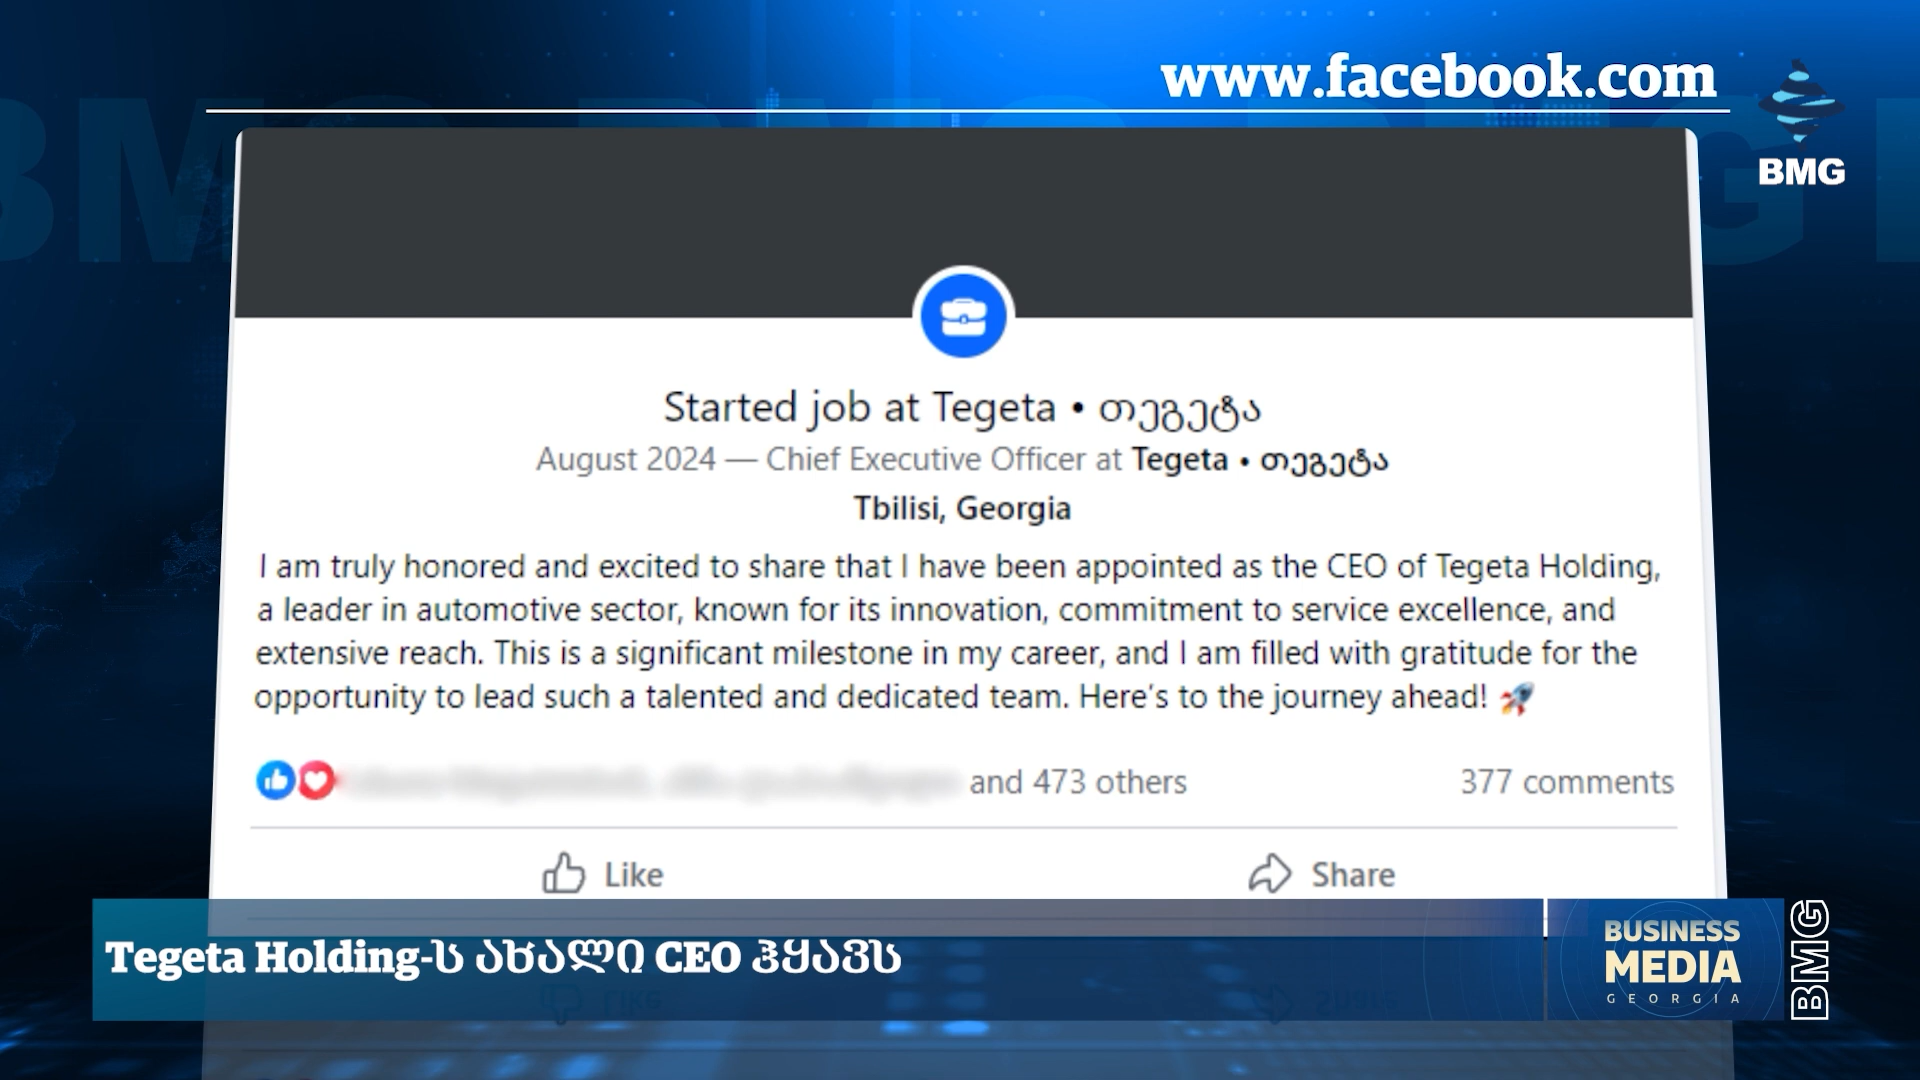 www.facebook.com
BMG
Started job at Tegeta • თეგეტა
August 2024 — Chief Executive Officer at Tegeta • თეგეტა
Tbilisi, Georgia
I am truly honored and excited to share that I have been appointed as the CEO of Tegeta Holding,
a leader in automotive sector, known for its innovation, commitment to service excellence, and
extensive reach. This is a significant milestone in my career, and I am filled with gratitude for the
opportunity to lead such a talented and dedicated team. Here's to the journey ahead! 🚀
and 473 others
377 comments
Like
Share
Tegeta Holding-ს ახალი CEO ჰყავს
BUSINESS
MEDIA
GEORGIA
BMG